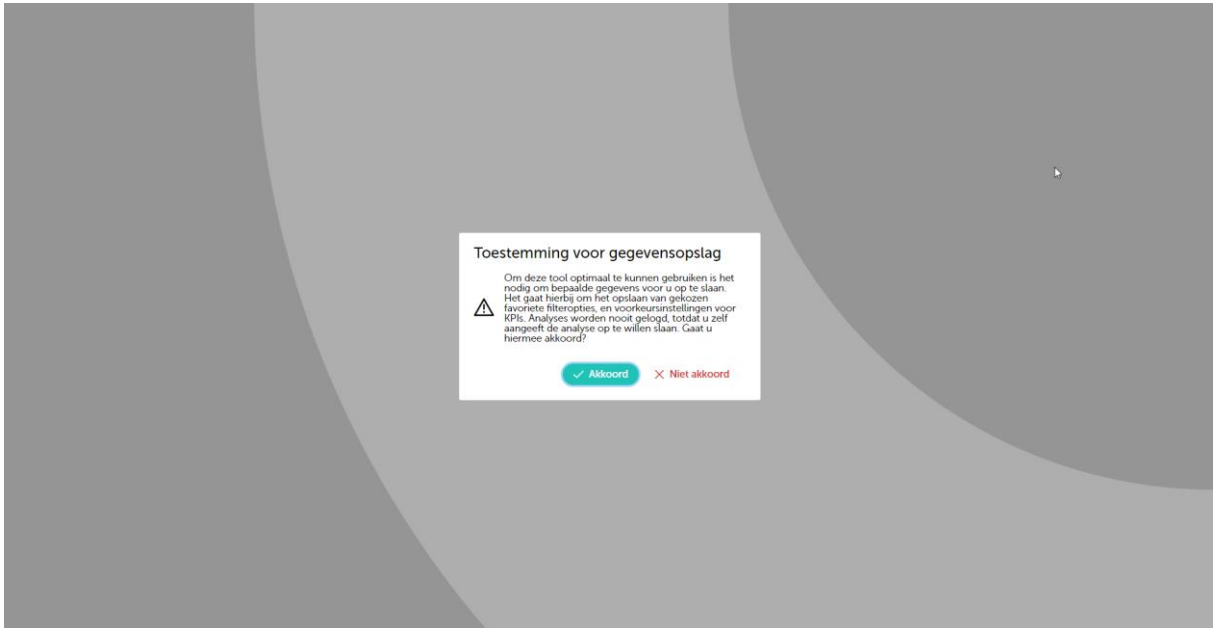 Toestemming voor gegevensopslag
Om deze tool optimaal te kunnen gebruiken is het
nodig om bepaalde gegevens voor u op te slaan.
Het gaat hierbij om het opslaan van gekozen
favoriete filteropties, en voorkeursinstellingen voor
KPIs. Analyses worden nooit gelogd, totdat u zelf
aangeeft de analyse op te willen slaan. Gaat u
hiermee akkoord?
Akkoord Niet akkoord